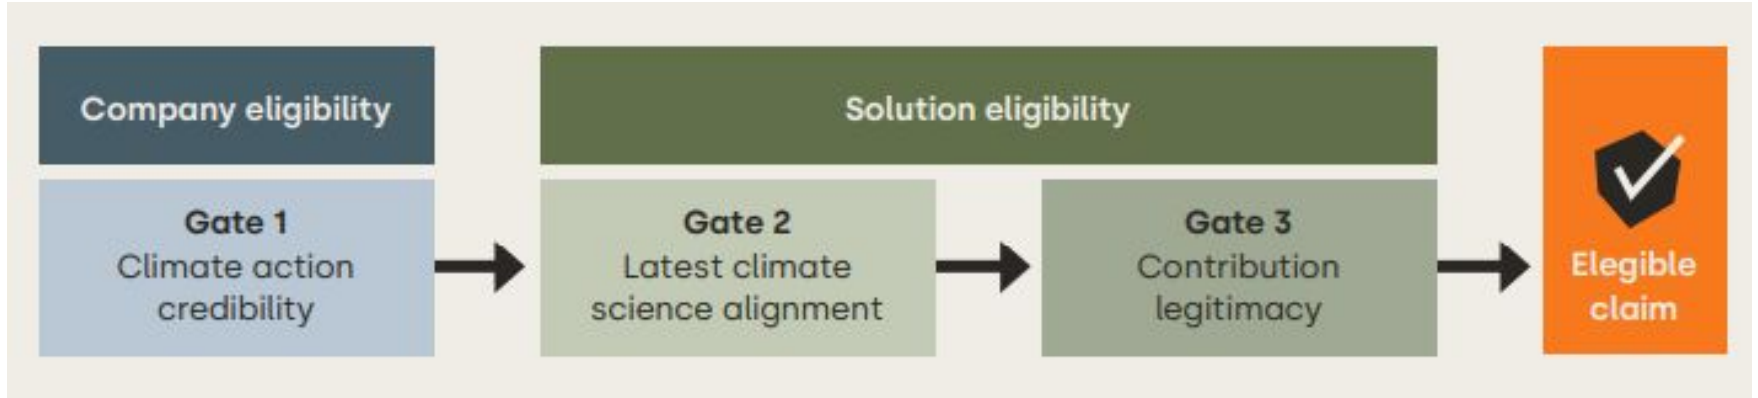 Company eligibility
Solution eligibility
Gate 1
Climate action
credibility
Gate 2
Latest climate
science alignment
Gate 3
Contribution
legitimacy
Elegible
claim